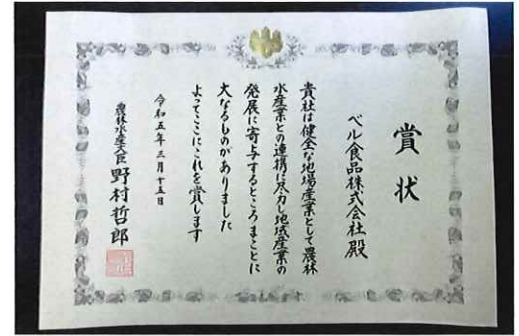 賞状
ベル食品株式会社殿
貴社は健全な地場産業として農林
水産業との連携に尽力し地域産業の
発展に寄与するところまことに
大なるものがありました
よってここにこれを賞します
令和五年三月十五日
農林水産大臣 野村哲郎